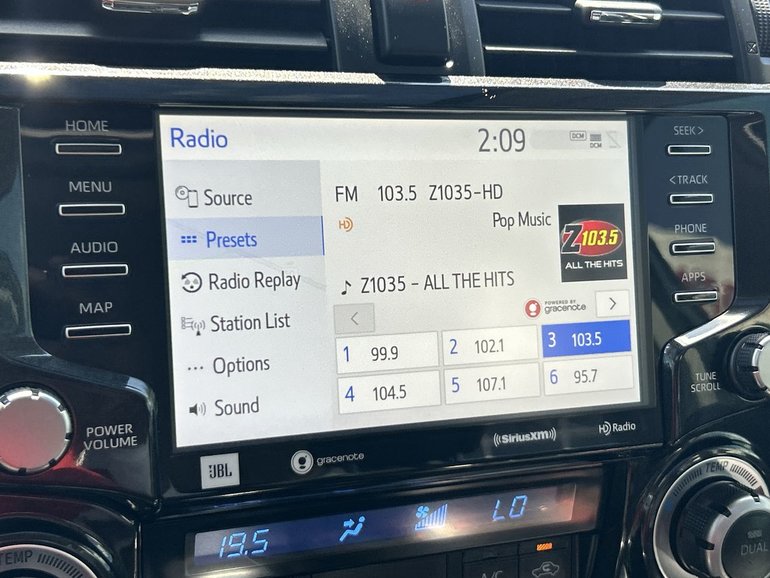 HOME
MENU
AUDIO
MAP
POWER
VOLUME
Radio
2:09
DCM
DCM
Source
Presets
Radio Replay
Station List
Options
Sound
FM 103.5 Z1035-HD
HD
Pop Music
Z103.5
ALL THE HITS
Z1035 - ALL THE HITS
POWERED BY
gracenote
<
>
1 99.9
2 102.1
3 103.5
4 104.5
5 107.1
6 95.7
SEEK >
< TRACK
PHONE
APPS
TUNE
SCROLL
JBL
gracenote
((SiriusXM))
HD Radio
19.5
LO
TEMP
TEMP
A/C
DUAL